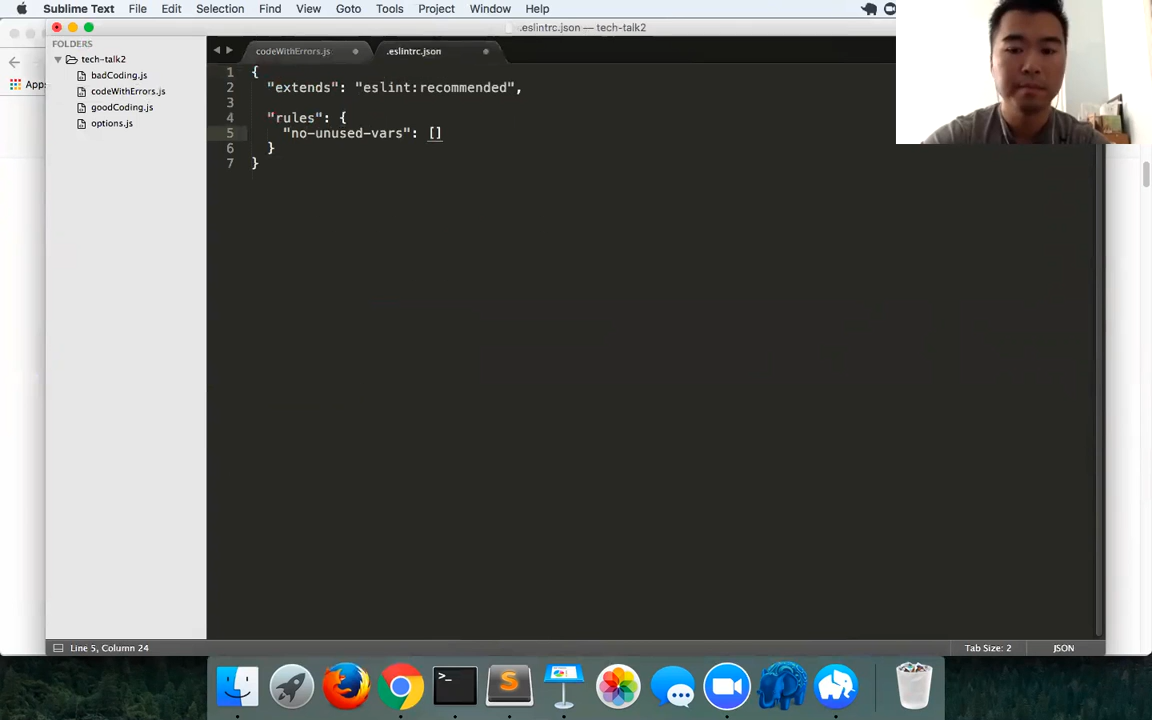 Sublime Text File Edit Selection Find View Goto Tools Project Window Help
.eslintrc.json — tech-talk2
FOLDERS
tech-talk2
badCoding.js
codeWithErrors.js
goodCoding.js
options.js
Apps
codeWithErrors.js
.eslintrc.json
1 {
2 "extends": "eslint:recommended",
3
4 "rules": {
5 "no-unused-vars": []
6 }
7 }
Line 5, Column 24
Tab Size: 2
JSON